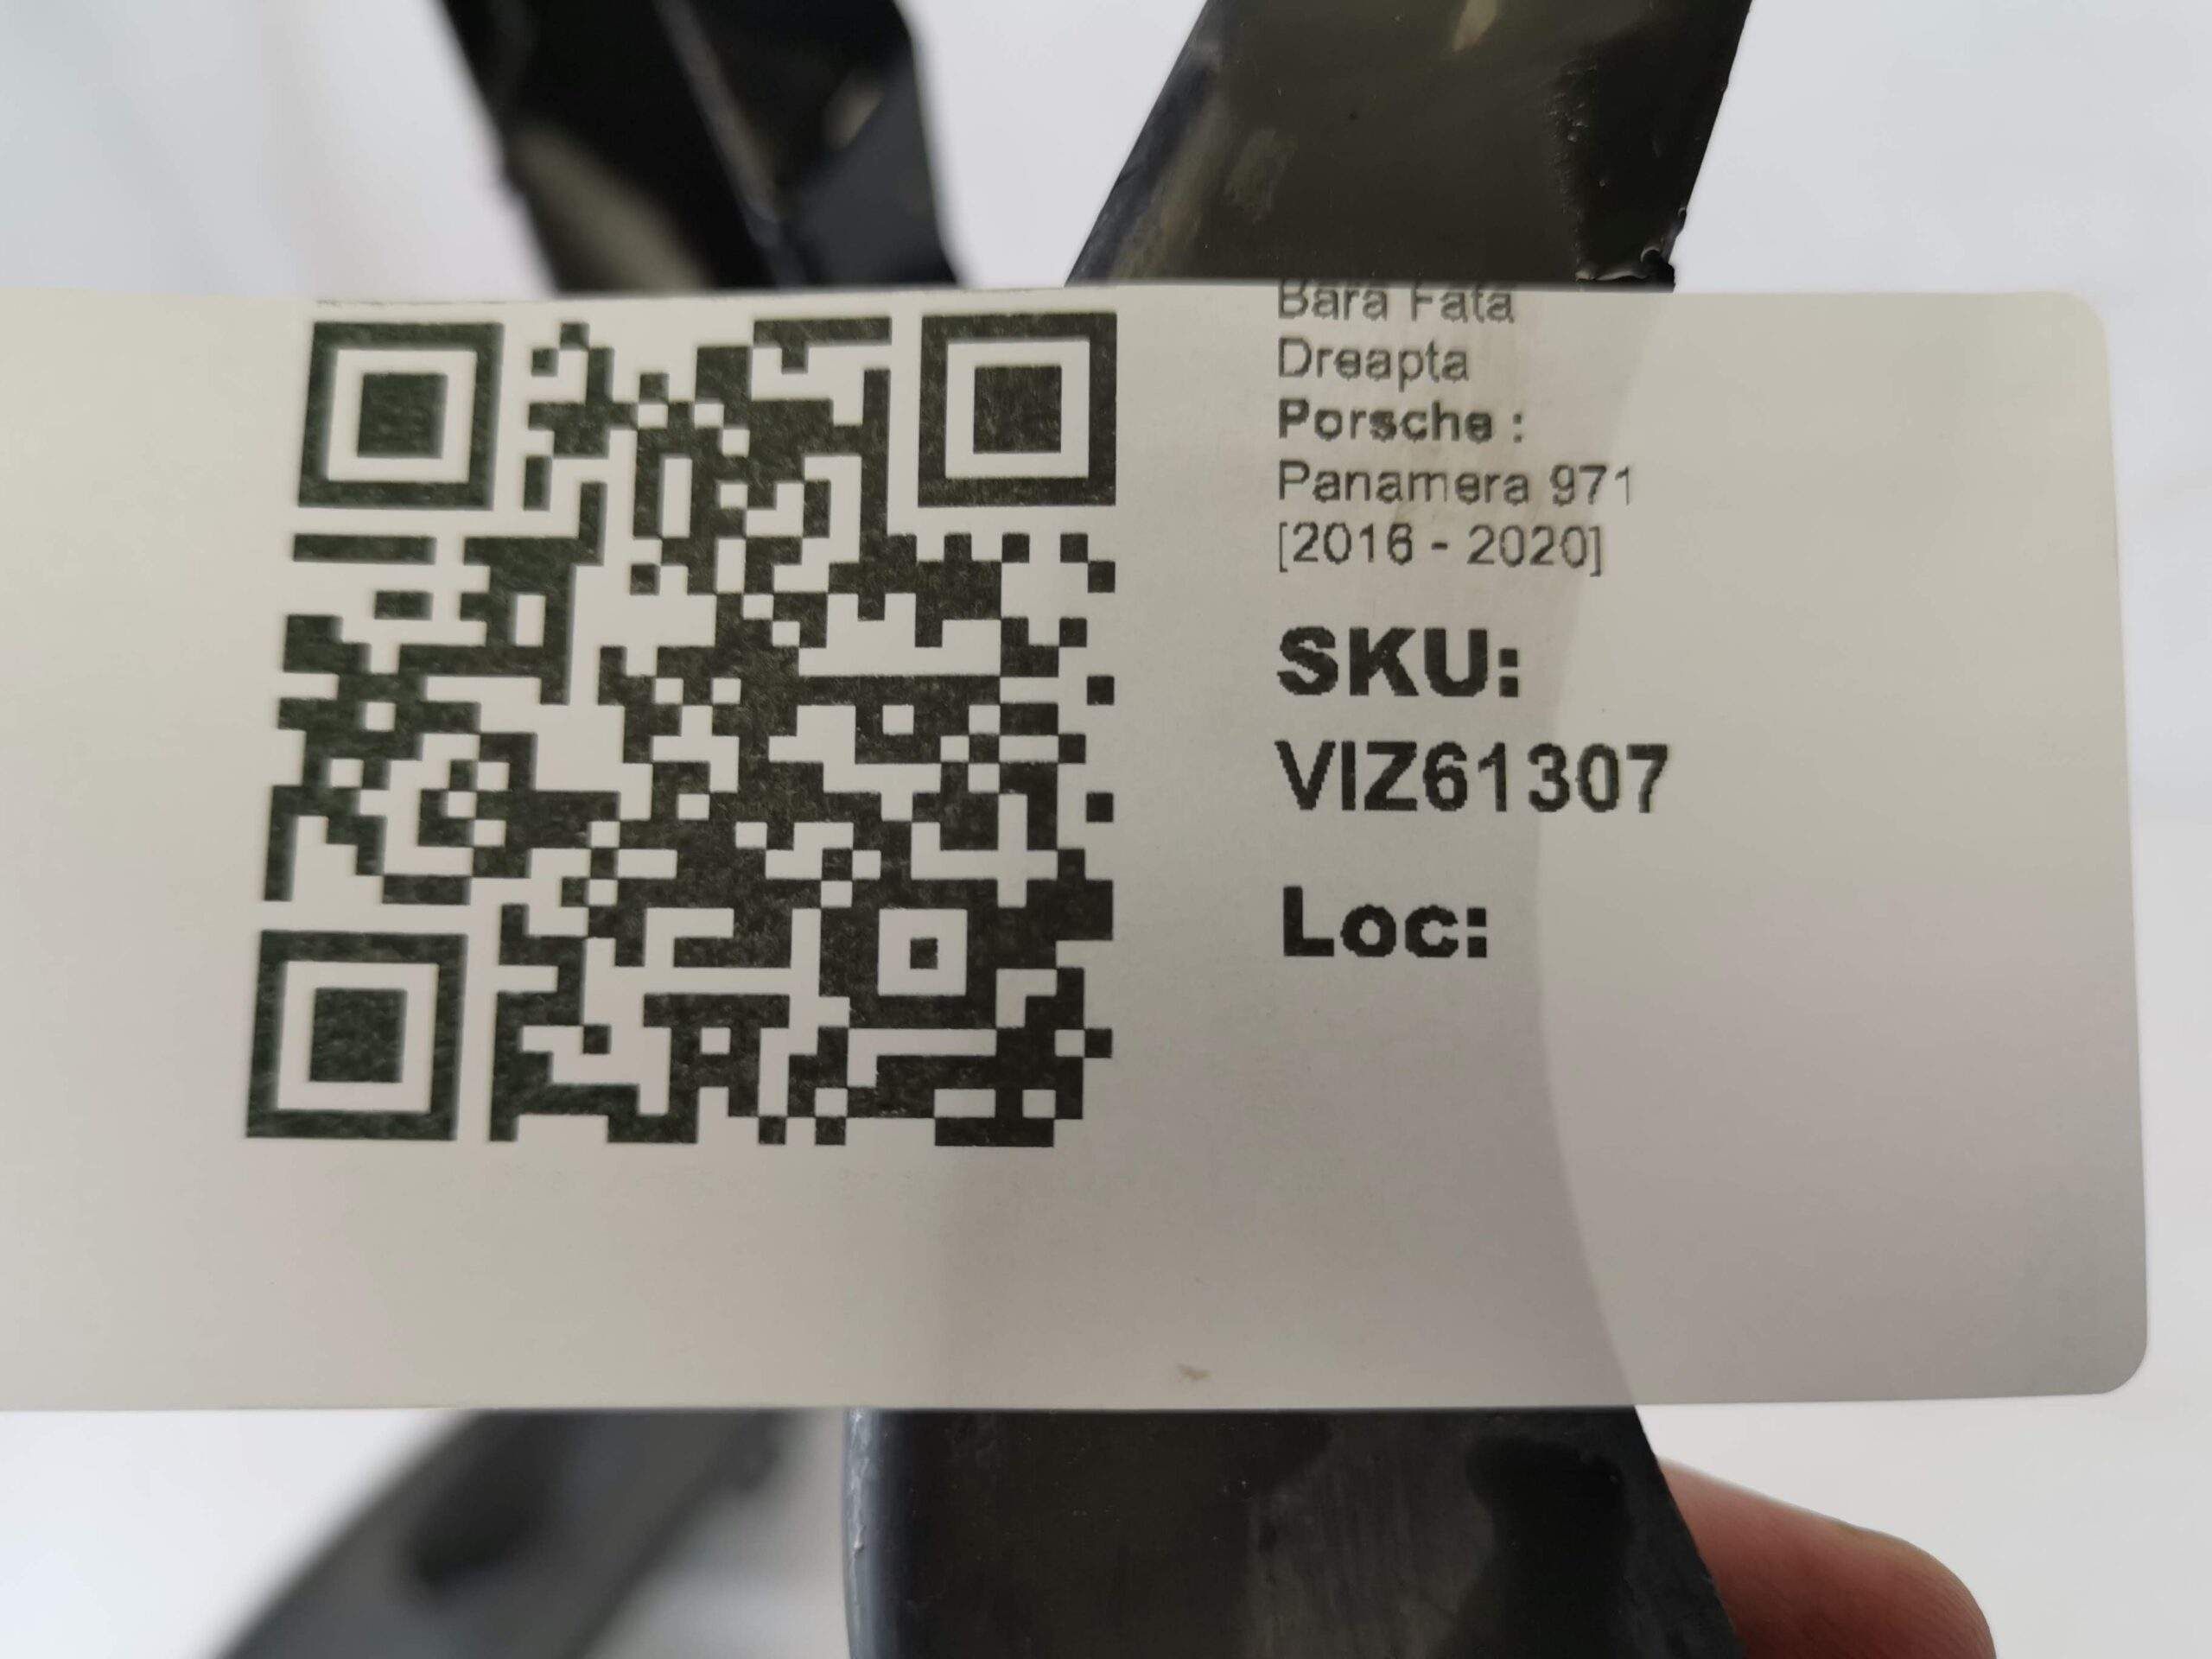 Bara Fata
Dreapta
Porsche :
Panamera 971
[2016 - 2020]
SKU:
VIZ61307
Loc: